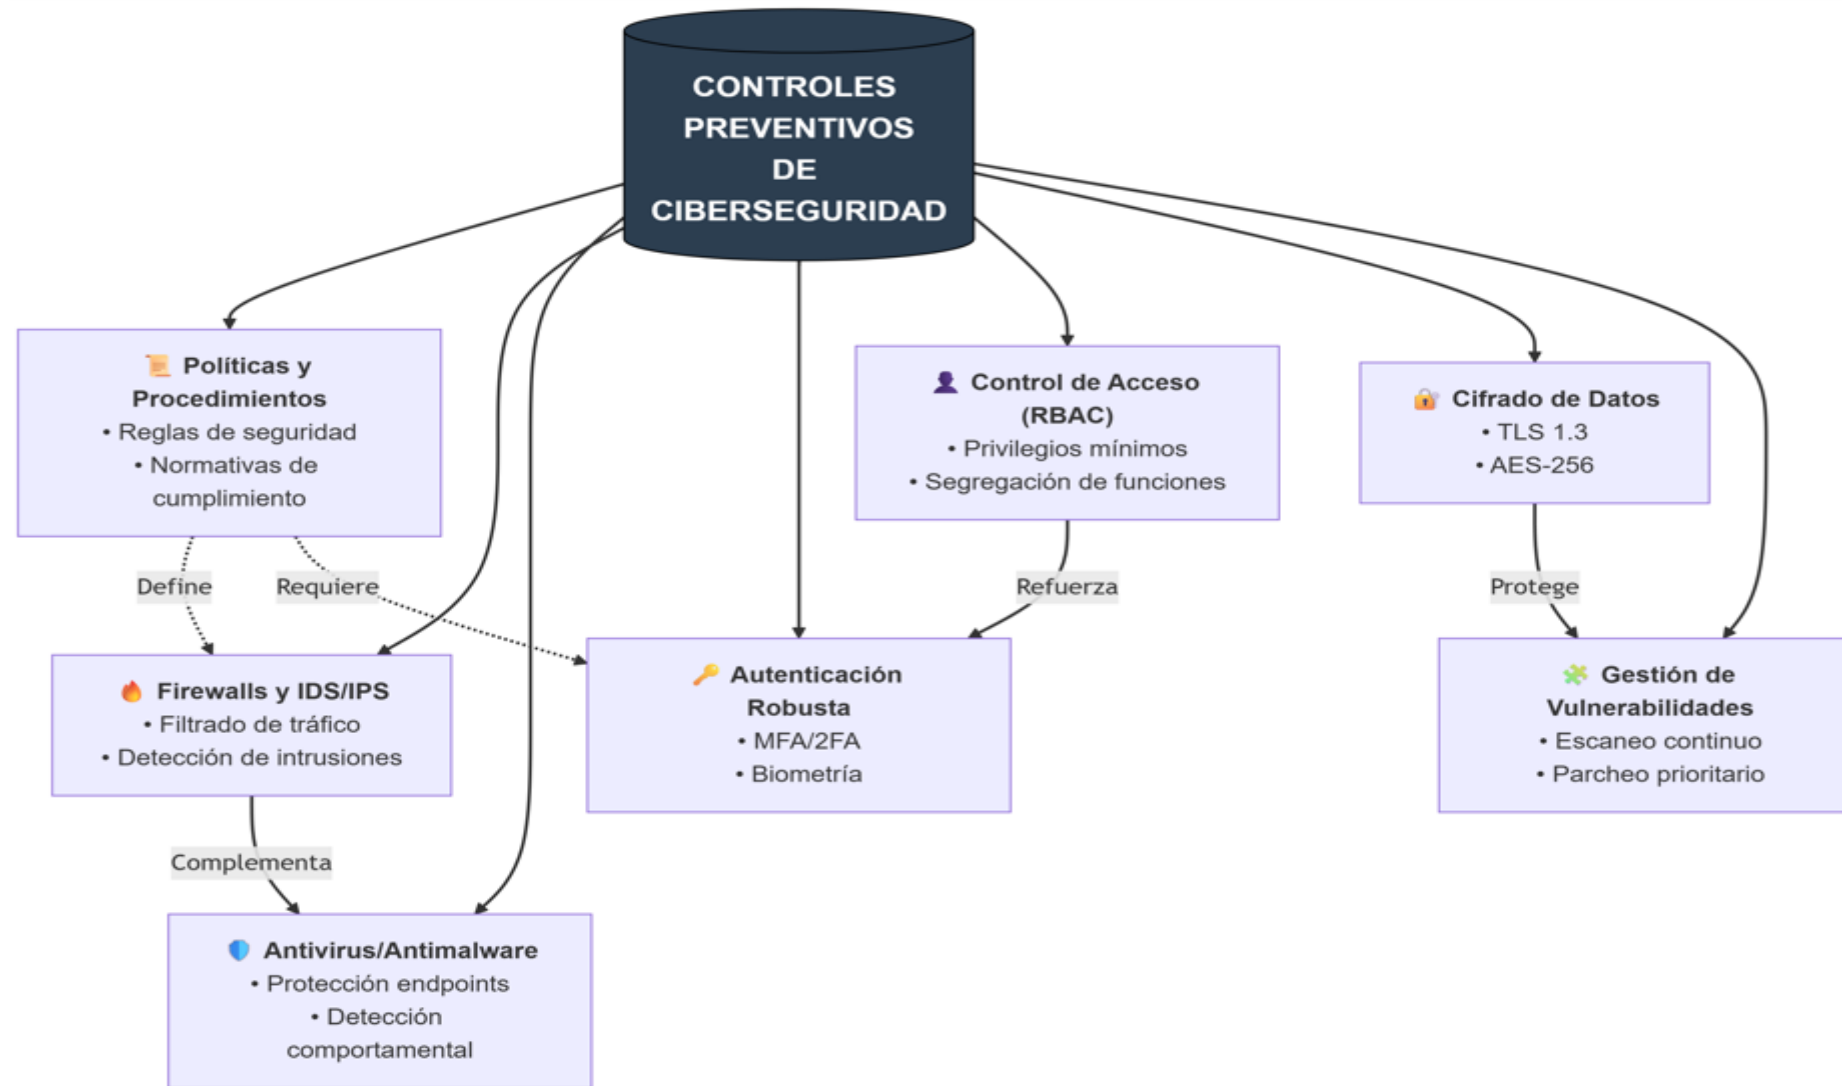 CONTROLES
PREVENTIVOS
DE
CIBERSEGURIDAD
Políticas y
Procedimientos
• Reglas de seguridad
• Normativas de
cumplimiento
Control de Acceso
(RBAC)
• Privilegios mínimos
• Segregación de funciones
Cifrado de Datos
• TLS 1.3
• AES-256
Define
Requiere
Refuerza
Protege
Firewalls y IDS/IPS
• Filtrado de tráfico
• Detección de intrusiones
Autenticación
Robusta
• MFA/2FA
• Biometría
Gestión de
Vulnerabilidades
• Escaneo continuo
• Parcheo prioritario
Complementa
Antivirus/Antimalware
• Protección endpoints
• Detección
comportamental